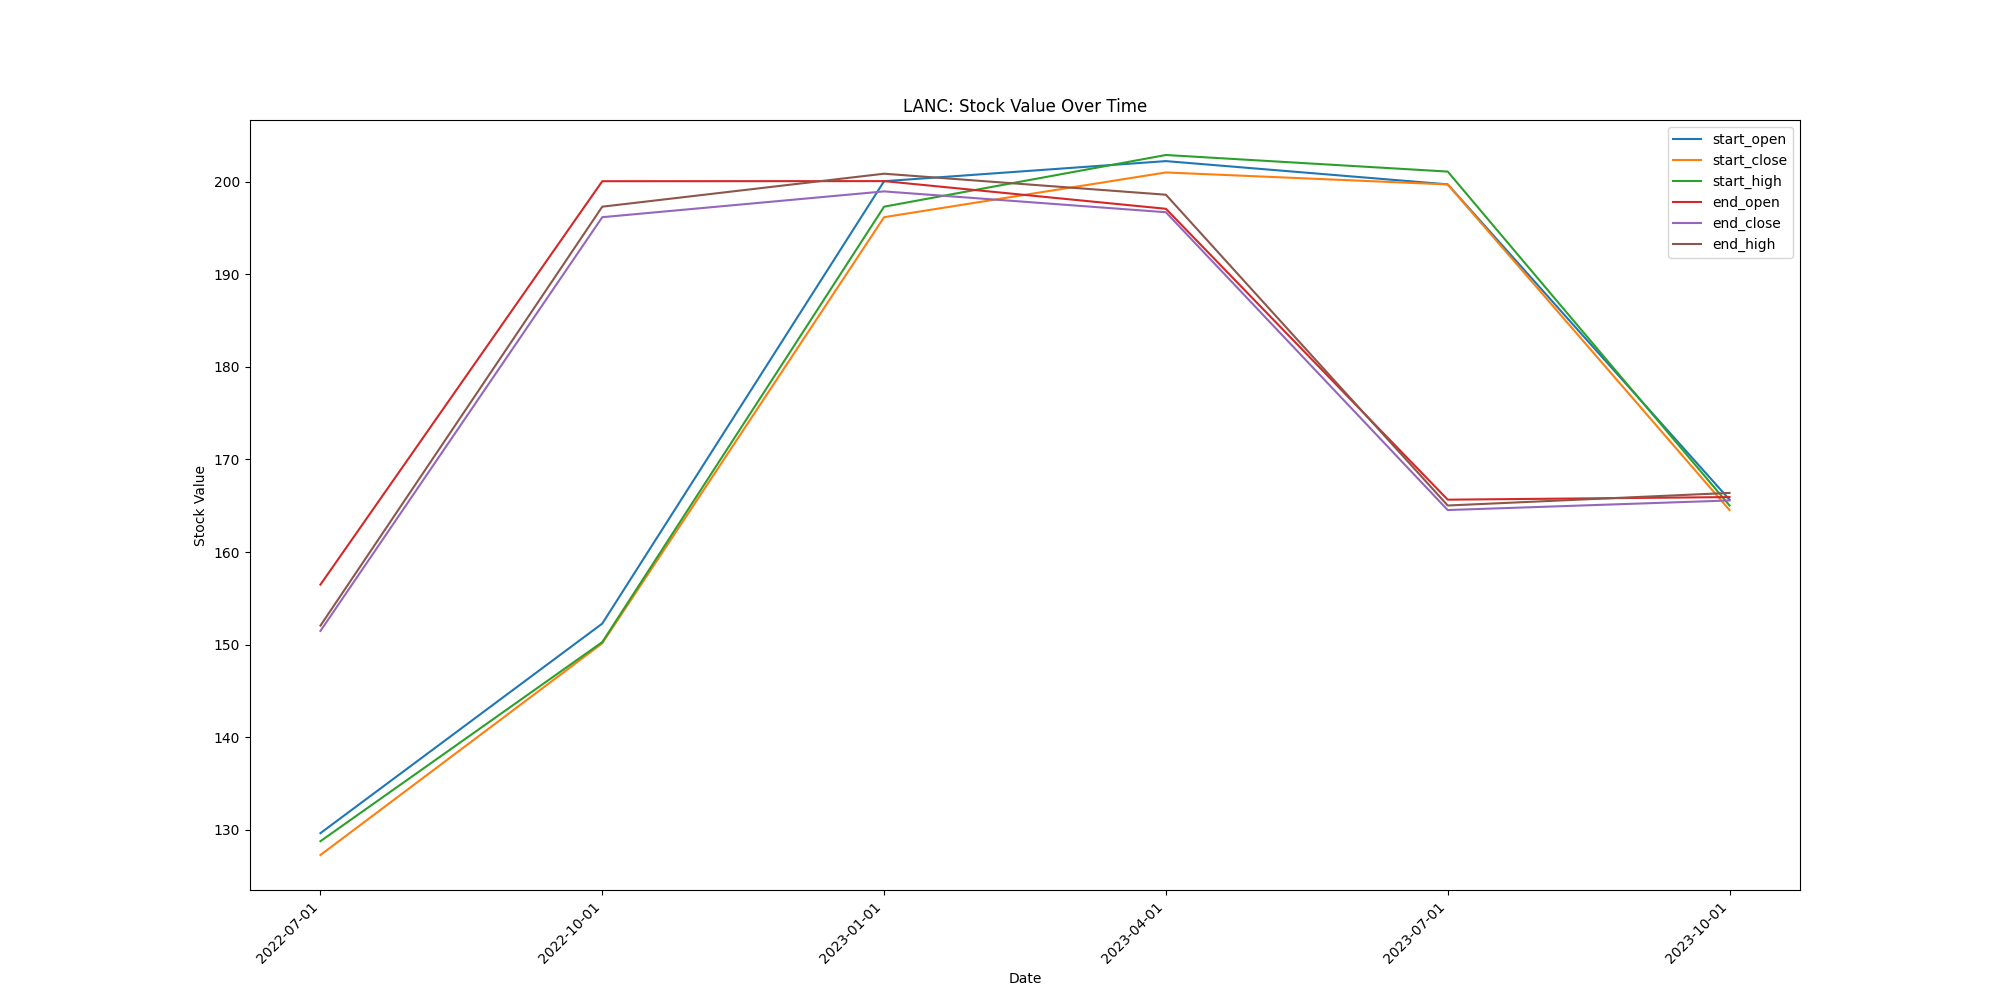 LANC: Stock Value Over Time
start_open
start_close
start_high
end_open
end_close
end_high
Stock Value
200
190
180
170
160
150
140
130
2022-07-01
2022-10-01
2023-01-01
2023-04-01
2023-07-01
2023-10-01
Date